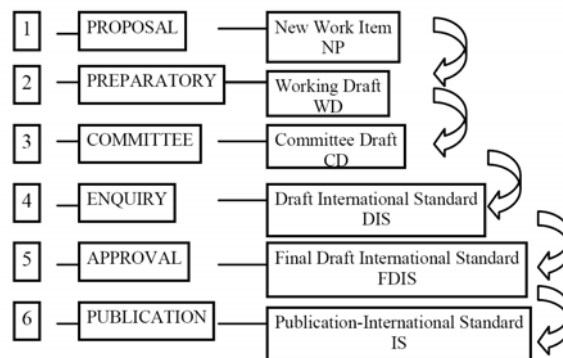 1 PROPOSAL New Work Item
NP
2 PREPARATORY Working Draft
WD
3 COMMITTEE Committee Draft
CD
4 ENQUIRY Draft International Standard
DIS
5 APPROVAL Final Draft International Standard
FDIS
6 PUBLICATION Publication-International Standard
IS